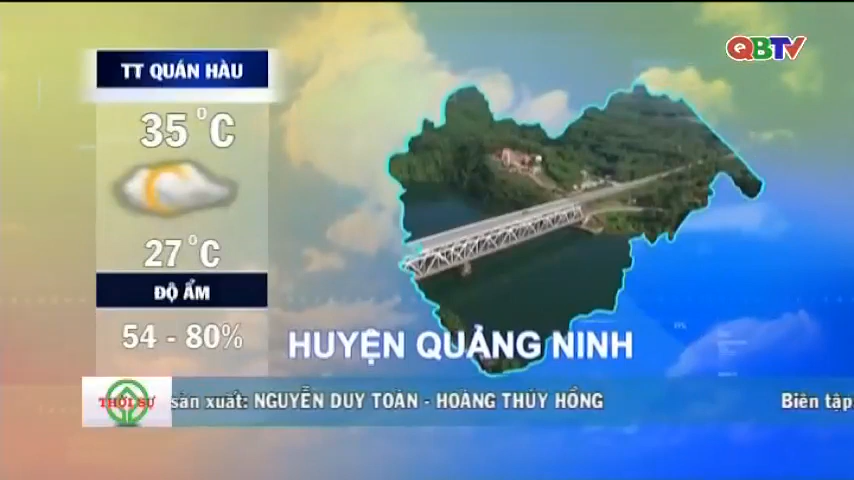 QBTV
TT QUÁN HÀU
35°C
27°C
ĐỘ ẨM
54 - 80%
HUYỆN QUẢNG NINH
THỜI SỰ
sản xuất: NGUYỄN DUY TOÀN - HOÀNG THÚY HỒNG
Biên tập